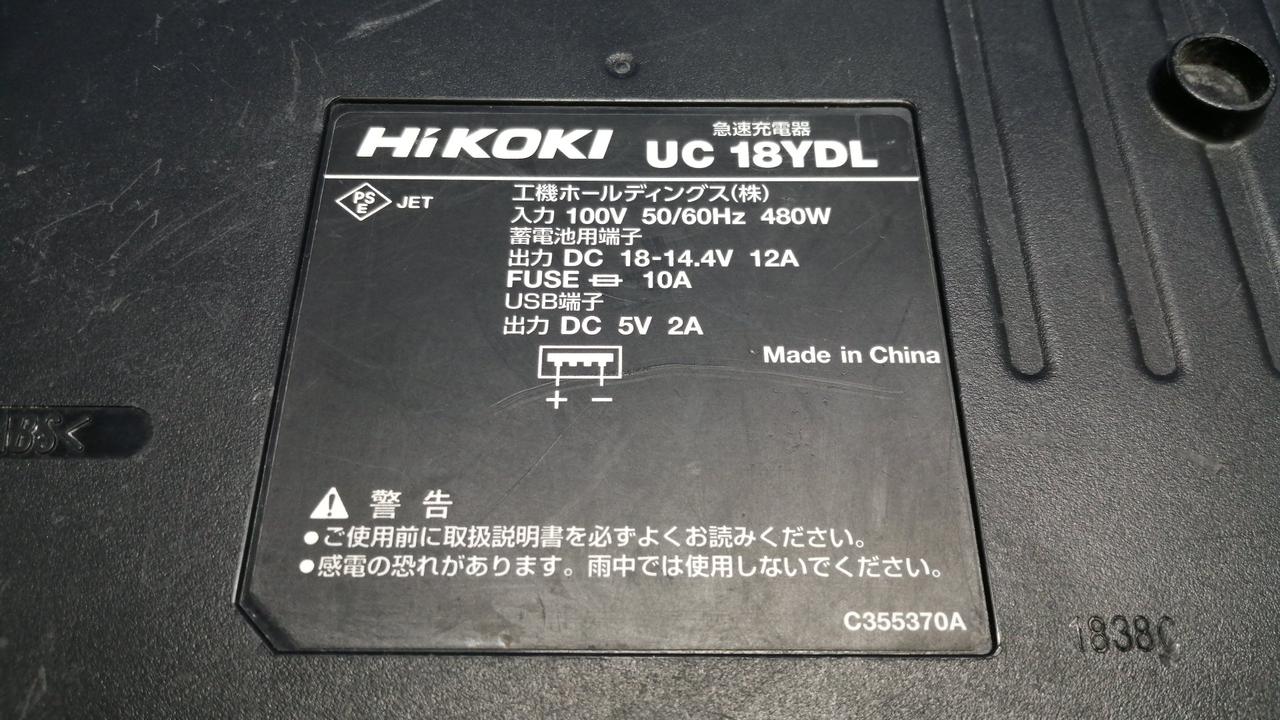 HiKOKI 急速充電器 UC 18YDL
PSE JET
工機ホールディングス(株)
入力 100V 50/60Hz 480W
蓄電池用端子
出力 DC 18-14.4V 12A
FUSE 10A
USB端子
出力 DC 5V 2A
Made in China
+ −
⚠ 警告
●ご使用前に取扱説明書を必ずよくお読みください。
●感電の恐れがあります。雨中では使用しないでください。
C355370A